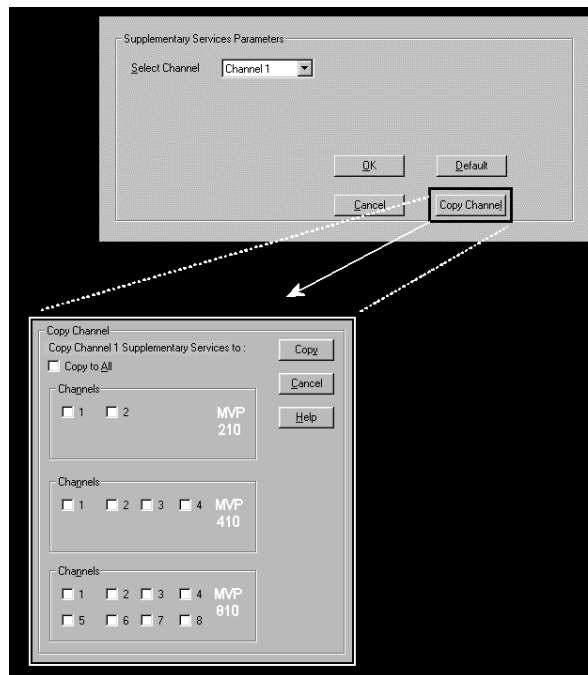 Supplementary Services Parameters
Select Channel Channel 1
OK Default
Cancel Copy Channel
Copy Channel
Copy Channel 1 Supplementary Services to :
Copy
Copy to All
Cancel
Channels
1 2 MVP
210
Help
Channels
1 2 3 4 MVP
410
Channels
1 2 3 4 MVP
810
5 6 7 8